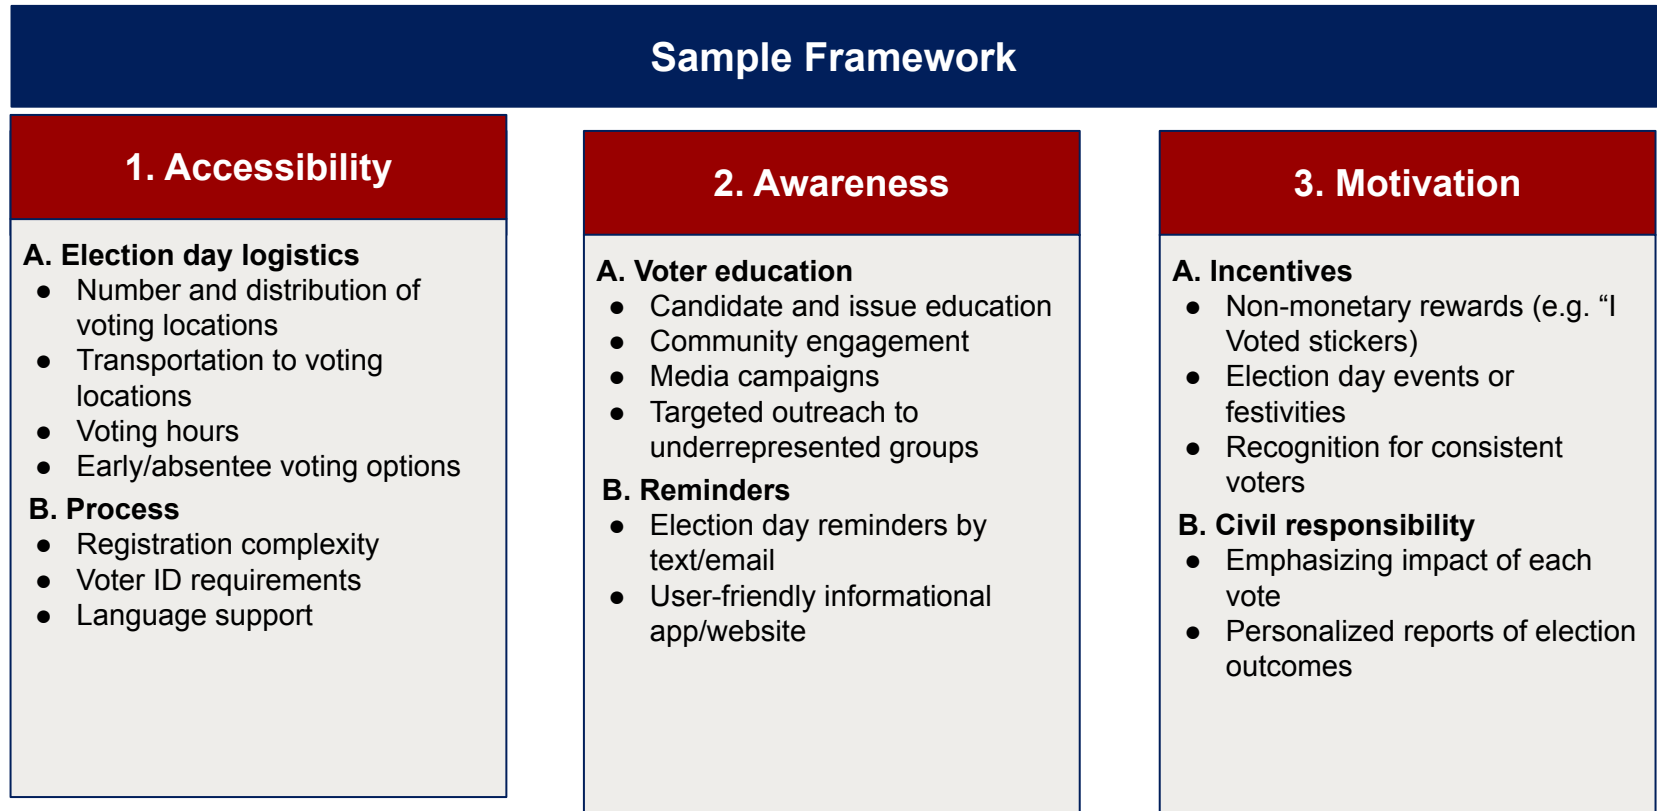 Sample Framework
1. Accessibility
A. Election day logistics
● Number and distribution of
voting locations
● Transportation to voting
locations
● Voting hours
● Early/absentee voting options
B. Process
● Registration complexity
● Voter ID requirements
● Language support
2. Awareness
A. Voter education
● Candidate and issue education
● Community engagement
● Media campaigns
● Targeted outreach to
underrepresented groups
B. Reminders
● Election day reminders by
text/email
● User-friendly informational
app/website
3. Motivation
A. Incentives
● Non-monetary rewards (e.g. “I
Voted stickers)
● Election day events or
festivities
● Recognition for consistent
voters
B. Civil responsibility
● Emphasizing impact of each
vote
● Personalized reports of election
outcomes